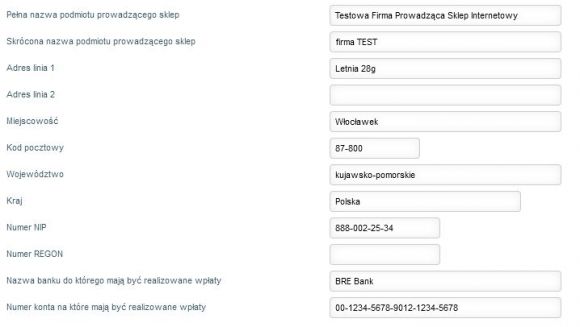 Pełna nazwa podmiotu prowadzącego sklep Testowa Firma Prowadząca Sklep Internetowy
Skrócona nazwa podmiotu prowadzącego sklep firma TEST
Adres linia 1 Letnia 28g
Adres linia 2
Miejscowość Włocławek
Kod pocztowy 87-800
Województwo kujawsko-pomorskie
Kraj Polska
Numer NIP 888-002-25-34
Numer REGON
Nazwa banku do którego mają być realizowane wpłaty BRE Bank
Numer konta na które mają być realizowane wpłaty 00-1234-5678-9012-1234-5678